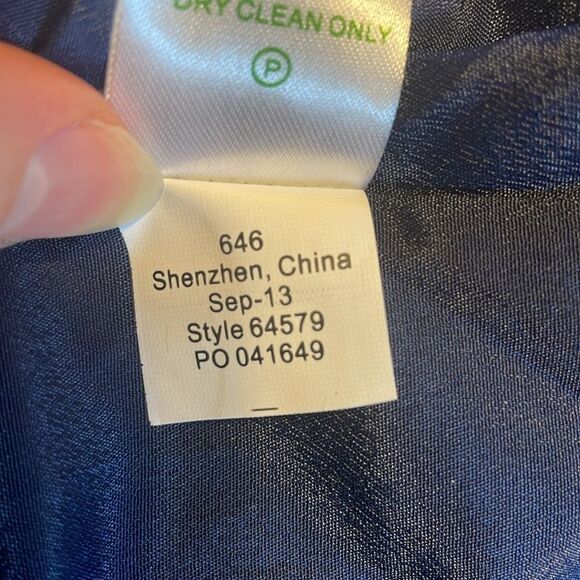 DRY CLEAN ONLY
P
646
Shenzhen, China
Sep-13
Style 64579
PO 041649